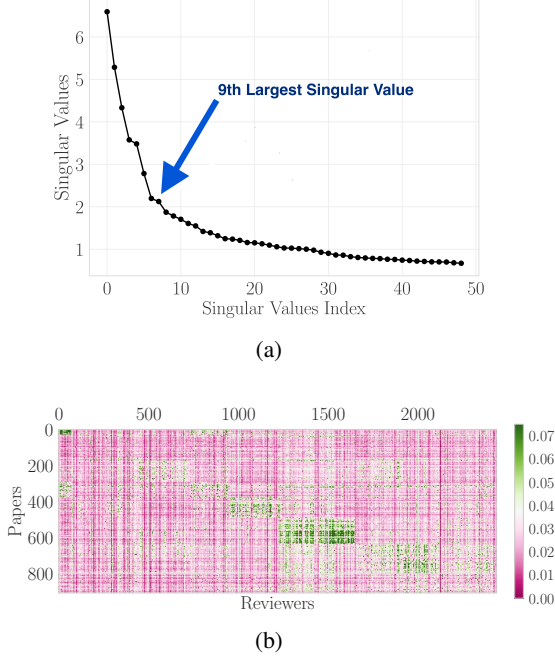 6
5
4
3
2
1
Singular Values
9th Largest Singular Value
0 10 20 30 40 50
Singular Values Index
(a)
0 500 1000 1500 2000
0
200
400
600
800
Papers
Reviewers
0.07
0.06
0.05
0.04
0.03
0.02
0.01
0.00
(b)